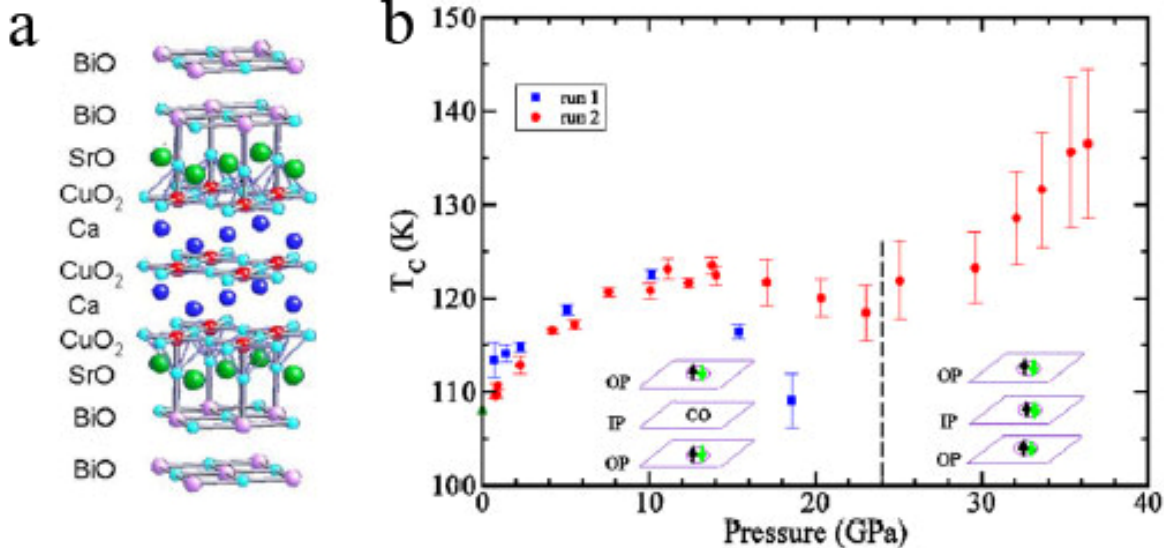 a
BiO
BiO
SrO
CuO₂
Ca
CuO₂
Ca
CuO₂
SrO
BiO
BiO
b
150
140
130
120
110
100
T_C (K)
run 1
run 2
OP
IP
CO
OP
OP
IP
OP
0
10
20
30
40
Pressure (GPa)